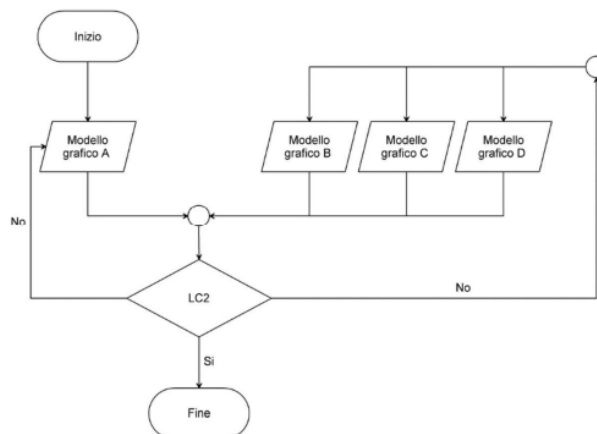 Inizio
Modello
grafico A
Modello
grafico B
Modello
grafico C
Modello
grafico D
No
LC2
No
Si
Fine